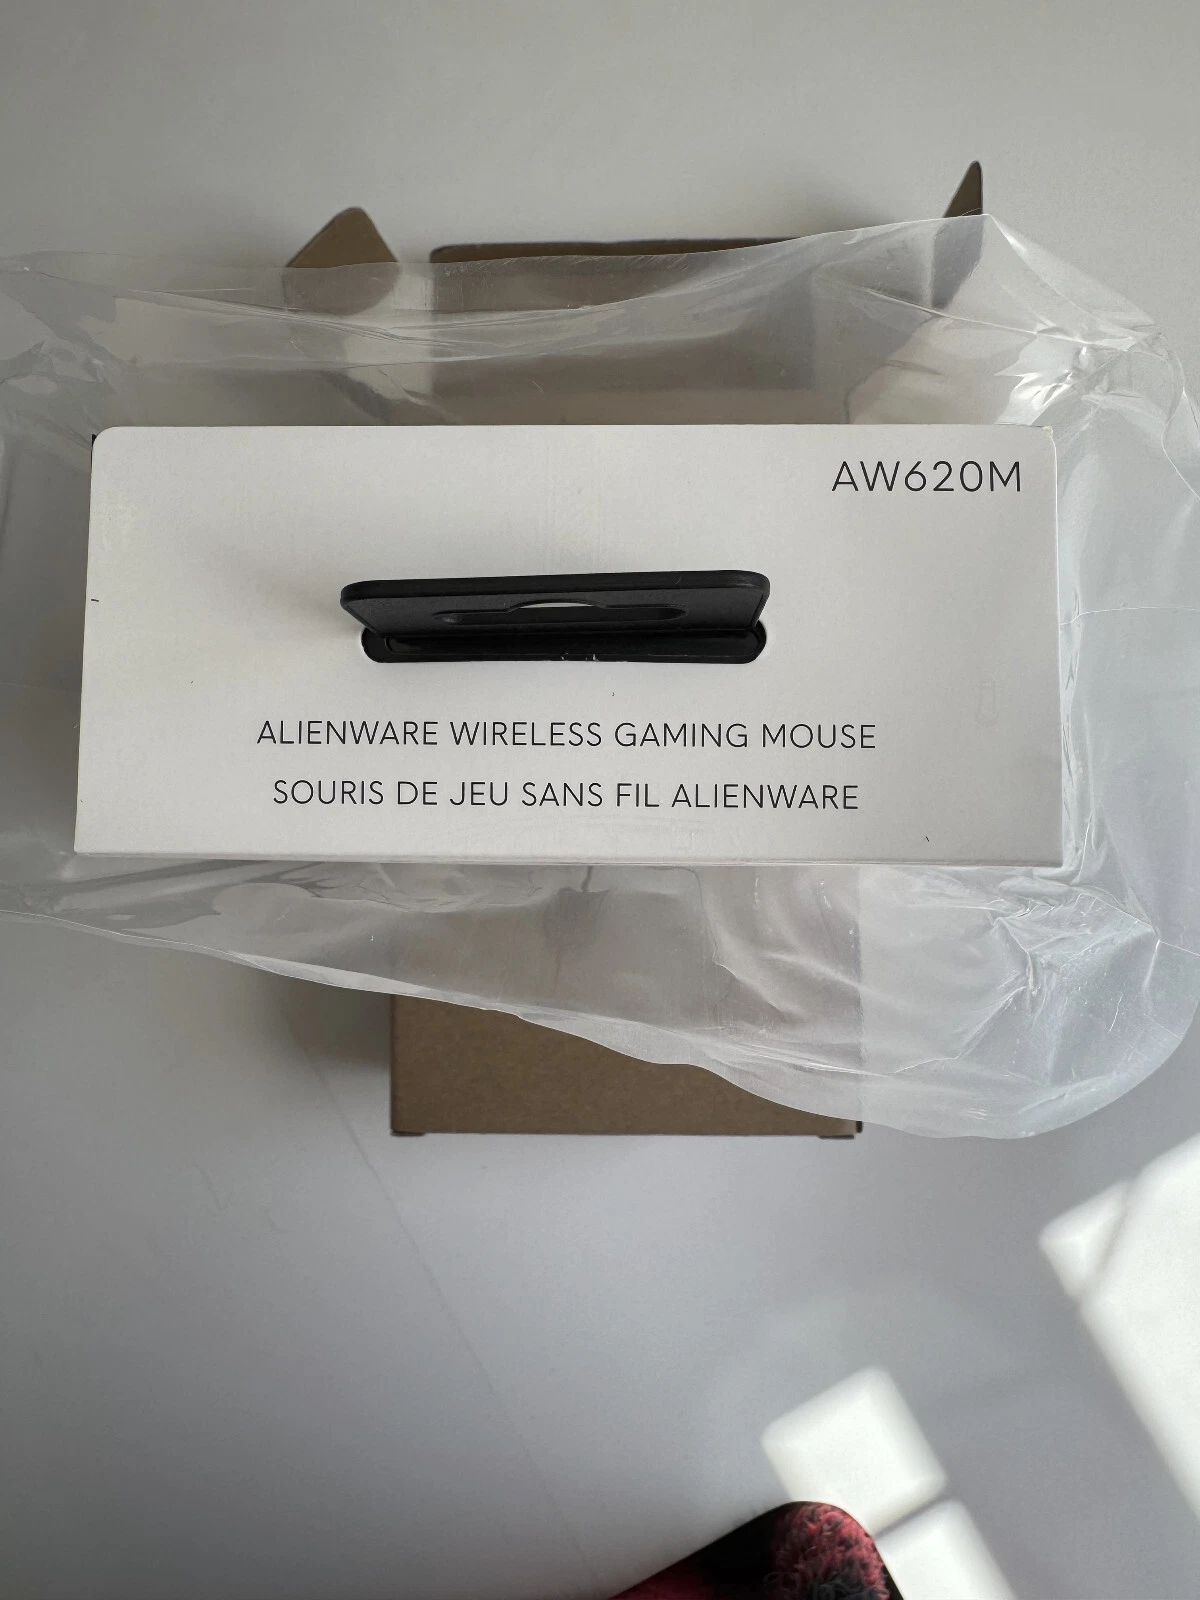 AW620M
ALIENWARE WIRELESS GAMING MOUSE
SOURIS DE JEU SANS FIL ALIENWARE